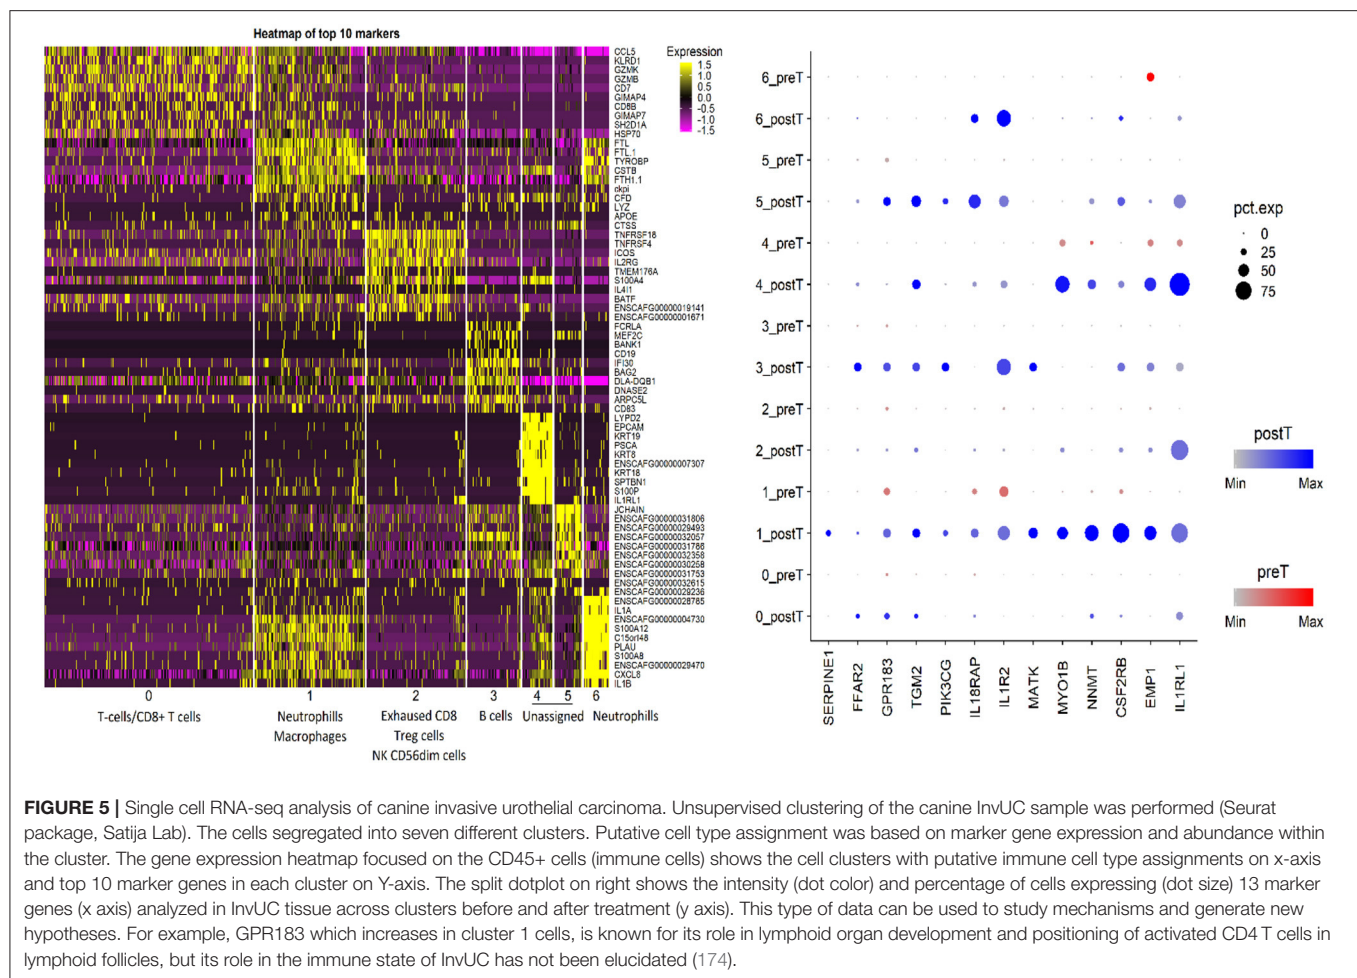 Heatmap of top 10 markers
CCL5
KLRD1
GZMK
GZMB
CD7
GIMAP4
CD8B
GIMAP7
SH2D1A
HSP70
FTL
FTL.1
TYROBP
CSTB
FTH1.1
ckpi
CFD
LYZ
APOE
CTSS
TNFRSF18
TNFRSF4
ICOS
IL2RG
TMEM176A
S100A4
IL4I1
BATF
ENSCAFG00000019141
ENSCAFG00000001671
FCRLA
MEF2C
BANK1
CD19
IFI30
BAG2
DLA-DQB1
DNASE2
ARPC5L
CD83
LYPD2
EPCAM
KRT19
PSCA
KRT8
ENSCAFG00000007307
KRT18
SPTBN1
S100P
IL1RL1
JCHAIN
ENSCAFG00000031806
ENSCAFG00000029493
ENSCAFG00000032057
ENSCAFG00000031786
ENSCAFG00000032358
ENSCAFG00000030258
ENSCAFG00000031753
ENSCAFG00000032615
ENSCAFG00000029236
ENSCAFG00000028785
IL1A
ENSCAFG00000004730
S100A12
C15orf48
PLAU
S100A8
ENSCAFG00000029470
CXCL8
IL1B
Expression
1.5
1.0
0.5
0.0
-0.5
-1.0
-1.5
0 1 2 3 4 5 6
T-cells/CD8+ T cells
Neutrophills
Macrophages
Exhaused CD8
Treg cells
NK CD56dim cells
B cells
Unassigned
Neutrophills
6_preT
6_postT
5_preT
5_postT
4_preT
4_postT
3_preT
3_postT
2_preT
2_postT
1_preT
1_postT
0_preT
0_postT
SERPINE1
FFAR2
GPR183
TGM2
PIK3CG
IL18RAP
IL1R2
MATK
MYO1B
NNMT
CSF2RB
EMP1
IL1RL1
pct.exp
0
25
50
75
postT
Min Max
preT
Min Max
FIGURE 5 | Single cell RNA-seq analysis of canine invasive urothelial carcinoma. Unsupervised clustering of the canine InvUC sample was performed (Seurat
package, Satija Lab). The cells segregated into seven different clusters. Putative cell type assignment was based on marker gene expression and abundance within
the cluster. The gene expression heatmap focused on the CD45+ cells (immune cells) shows the cell clusters with putative immune cell type assignments on x-axis
and top 10 marker genes in each cluster on Y-axis. The split dotplot on right shows the intensity (dot color) and percentage of cells expressing (dot size) 13 marker
genes (x axis) analyzed in InvUC tissue across clusters before and after treatment (y axis). This type of data can be used to study mechanisms and generate new
hypotheses. For example, GPR183 which increases in cluster 1 cells, is known for its role in lymphoid organ development and positioning of activated CD4 T cells in
lymphoid follicles, but its role in the immune state of InvUC has not been elucidated (174).